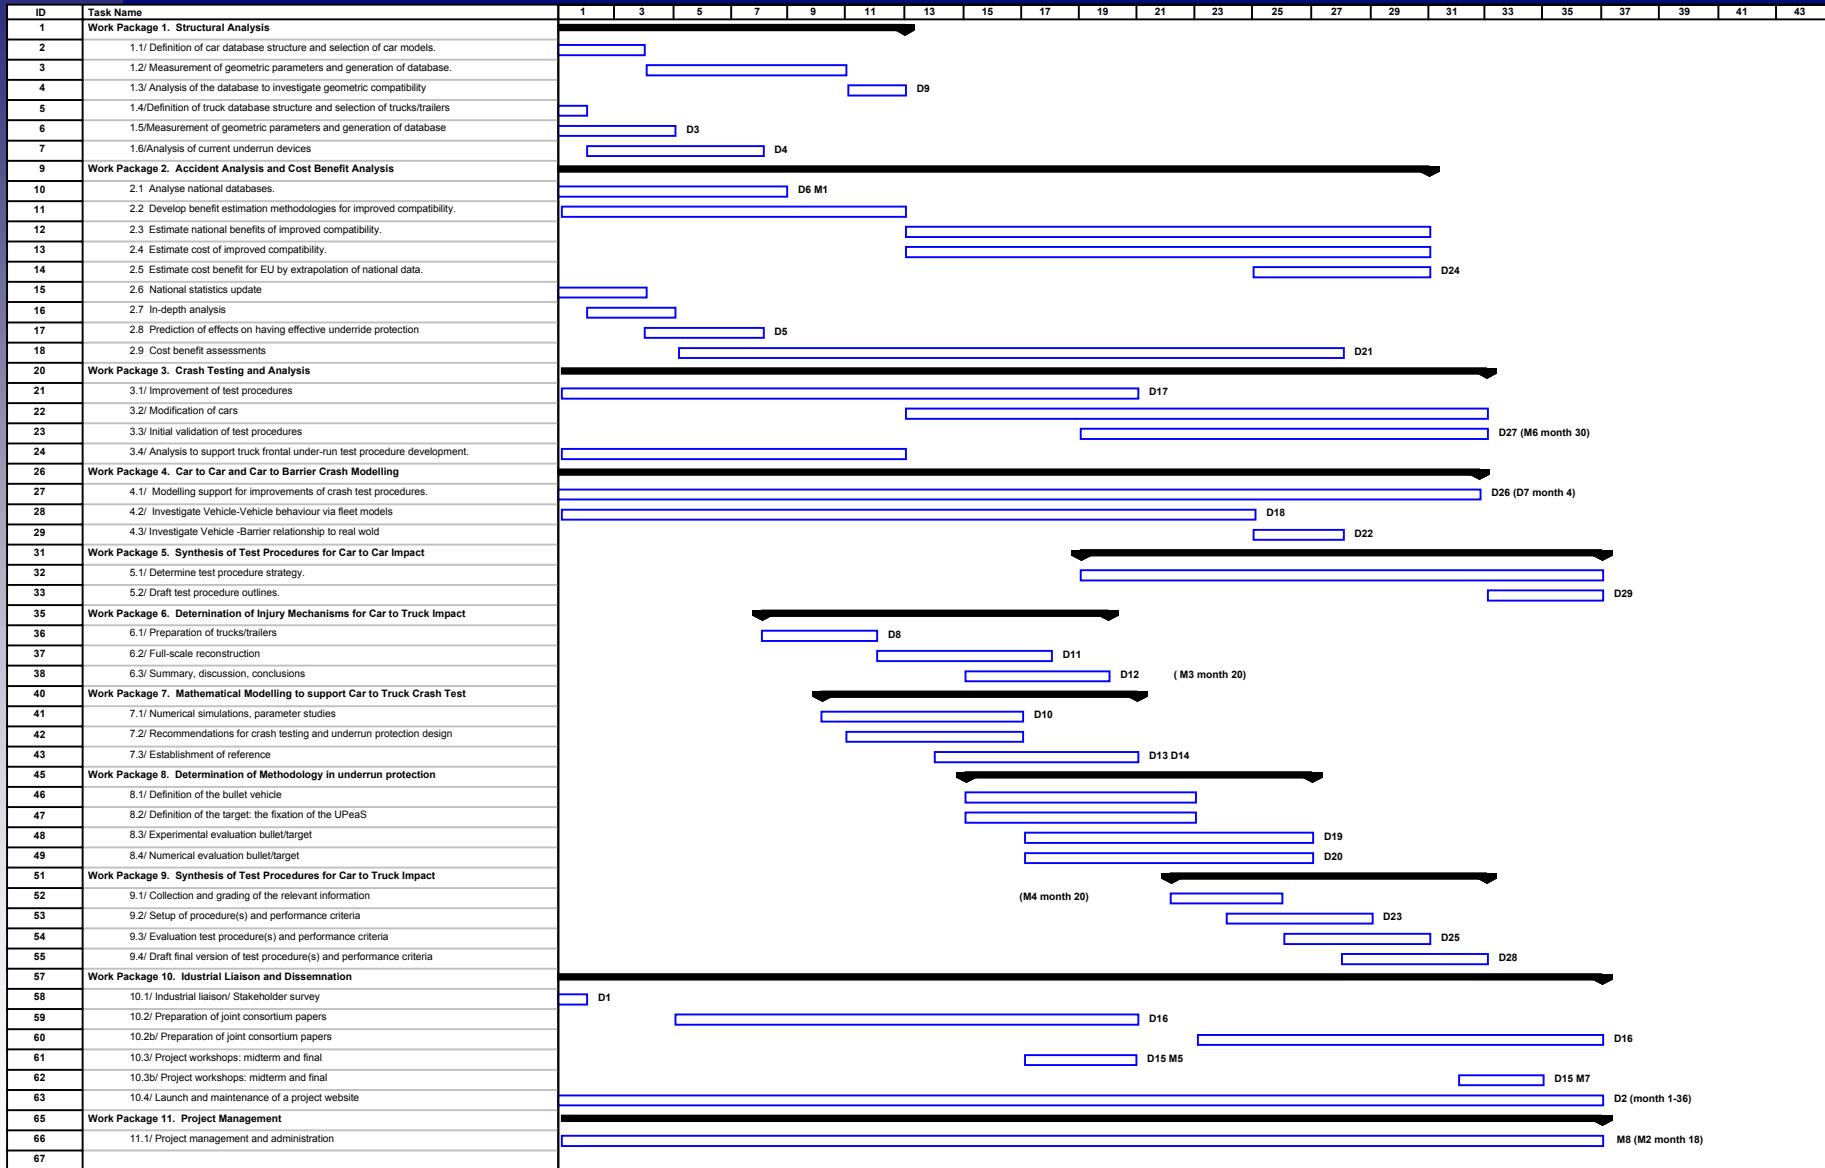 ID Task Name 1 3 5 7 9 11 13 15 17 19 21 23 25 27 29 31 33 35 37 39 41 43
1 Work Package 1. Structural Analysis
2 1.1/ Definition of car database structure and selection of car models.
3 1.2/ Measurement of geometric parameters and generation of database.
4 1.3/ Analysis of the database to investigate geometric compatibility D9
5 1.4/Definition of truck database structure and selection of trucks/trailers
6 1.5/Measurement of geometric parameters and generation of database D3
7 1.6/Analysis of current underrun devices D4
9 Work Package 2. Accident Analysis and Cost Benefit Analysis
10 2.1 Analyse national databases. D6 M1
11 2.2 Develop benefit estimation methodologies for improved compatibility.
12 2.3 Estimate national benefits of improved compatibility.
13 2.4 Estimate cost of improved compatibility.
14 2.5 Estimate cost benefit for EU by extrapolation of national data. D24
15 2.6 National statistics update
16 2.7 In-depth analysis
17 2.8 Prediction of effects on having effective underride protection D5
18 2.9 Cost benefit assessments D21
20 Work Package 3. Crash Testing and Analysis
21 3.1/ Improvement of test procedures D17
22 3.2/ Modification of cars
23 3.3/ Initial validation of test procedures D27 (M6 month 30)
24 3.4/ Analysis to support truck frontal under-run test procedure development.
26 Work Package 4. Car to Car and Car to Barrier Crash Modelling
27 4.1/ Modelling support for improvements of crash test procedures. D26 (D7 month 4)
28 4.2/ Investigate Vehicle-Vehicle behaviour via fleet models D18
29 4.3/ Investigate Vehicle -Barrier relationship to real wold D22
31 Work Package 5. Synthesis of Test Procedures for Car to Car Impact
32 5.1/ Determine test procedure strategy.
33 5.2/ Draft test procedure outlines. D29
35 Work Package 6. Deternination of Injury Mechanisms for Car to Truck Impact
36 6.1/ Preparation of trucks/trailers D8
37 6.2/ Full-scale reconstruction D11
38 6.3/ Summary, discussion, conclusions D12 ( M3 month 20)
40 Work Package 7. Mathematical Modelling to support Car to Truck Crash Test
41 7.1/ Numerical simulations, parameter studies D10
42 7.2/ Recommendations for crash testing and underrun protection design
43 7.3/ Establishment of reference D13 D14
45 Work Package 8. Determination of Methodology in underrun protection
46 8.1/ Definition of the bullet vehicle
47 8.2/ Definition of the target: the fixation of the UPeaS
48 8.3/ Experimental evaluation bullet/target D19
49 8.4/ Numerical evaluation bullet/target D20
51 Work Package 9. Synthesis of Test Procedures for Car to Truck Impact
52 9.1/ Collection and grading of the relevant information (M4 month 20)
53 9.2/ Setup of procedure(s) and performance criteria D23
54 9.3/ Evaluation test procedure(s) and performance criteria D25
55 9.4/ Draft final version of test procedure(s) and performance criteria D28
57 Work Package 10. Idustrial Liaison and Dissemnation
58 10.1/ Industrial liaison/ Stakeholder survey D1
59 10.2/ Preparation of joint consortium papers D16
60 10.2b/ Preparation of joint consortium papers D16
61 10.3/ Project workshops: midterm and final D15 M5
62 10.3b/ Project workshops: midterm and final D15 M7
63 10.4/ Launch and maintenance of a project website D2 (month 1-36)
65 Work Package 11. Project Management
66 11.1/ Project management and administration M8 (M2 month 18)
67